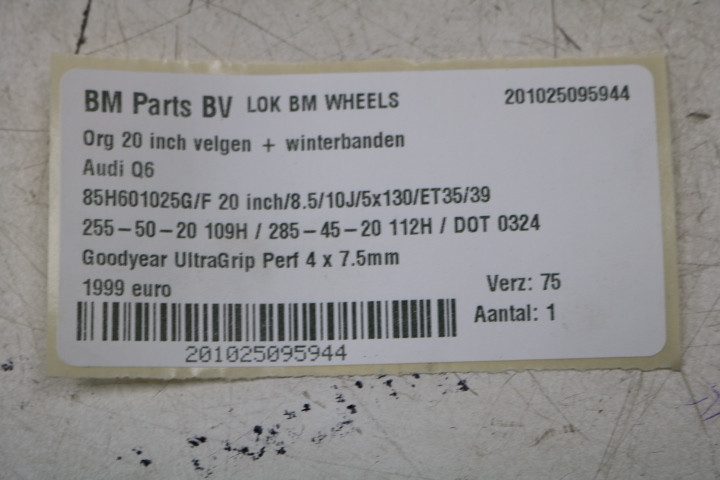 BM Parts BV LOK BM WHEELS 201025095944
Org 20 inch velgen + winterbanden
Audi Q6
85H601025G/F 20 inch/8.5/10J/5x130/ET35/39
255-50-20 109H / 285-45-20 112H / DOT 0324
Goodyear UltraGrip Perf 4 x 7.5mm
1999 euro Verz: 75
Aantal: 1
201025095944